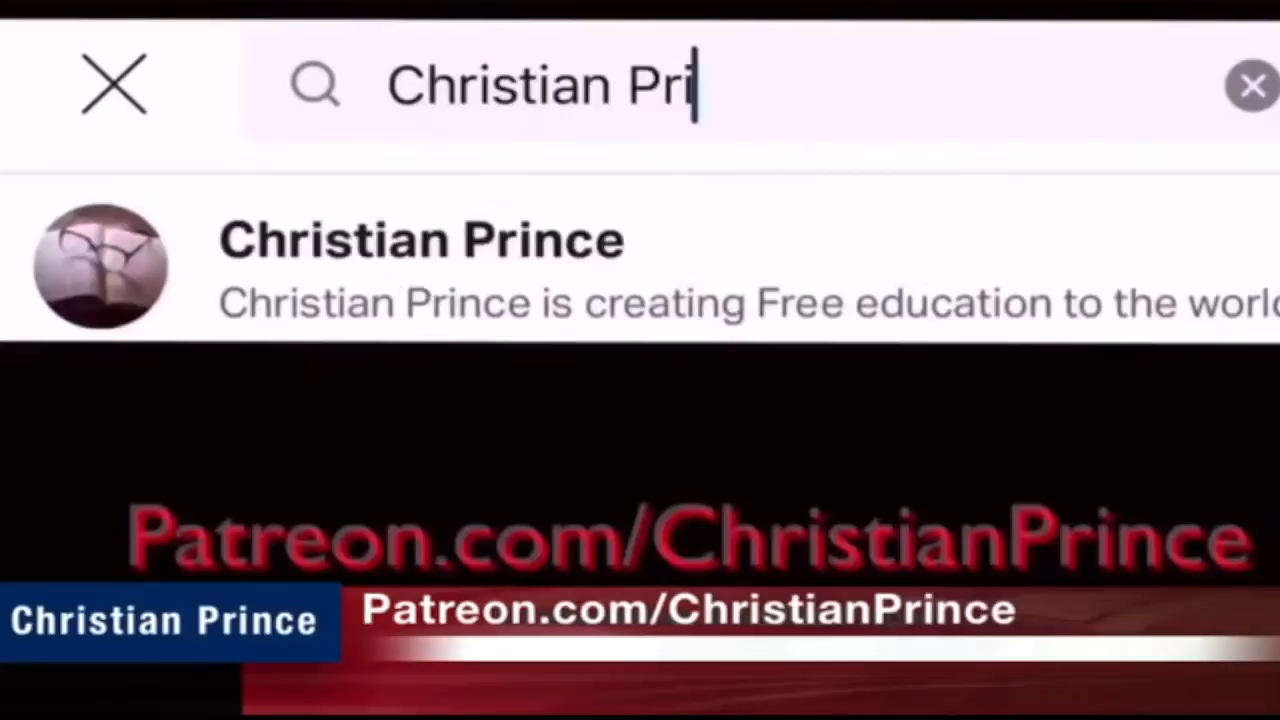 Christian Pri
Christian Prince
Christian Prince is creating Free education to the world
Patreon.com/ChristianPrince
Christian Prince
Patreon.com/ChristianPrince